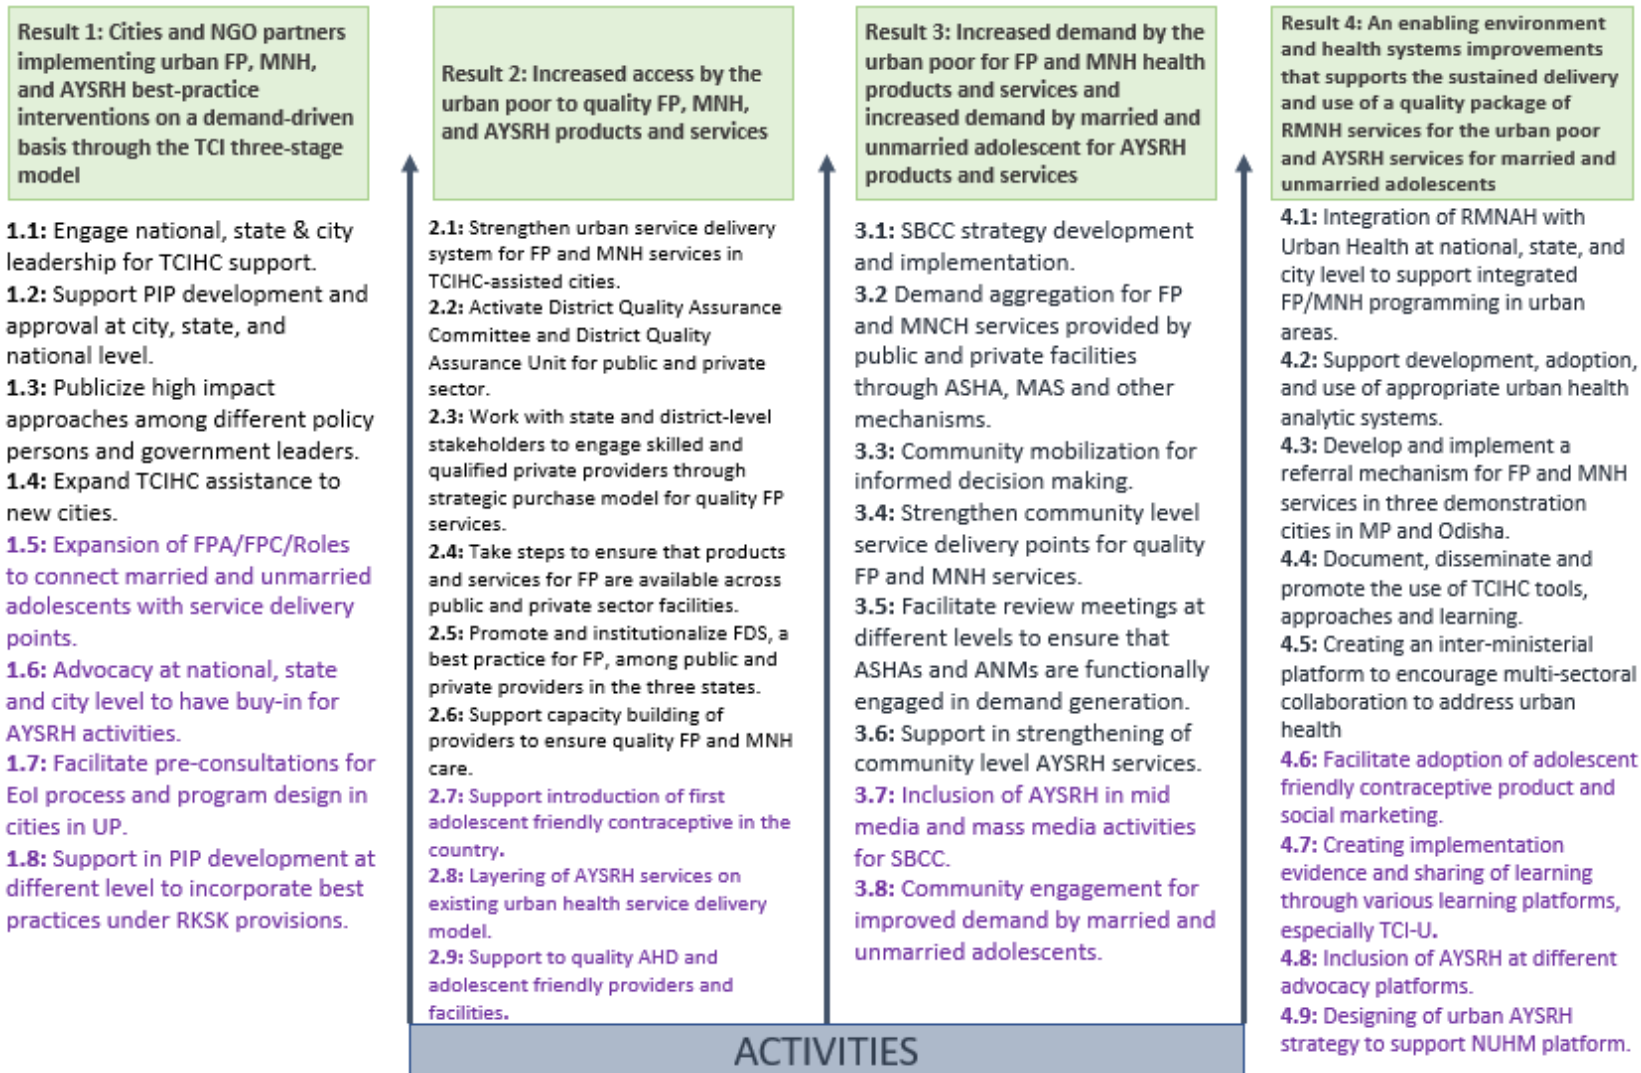 Result 1: Cities and NGO partners
implementing urban FP, MNH,
and AYSRH best-practice
interventions on a demand-driven
basis through the TCI three-stage
model
1.1: Engage national, state & city
leadership for TCIHC support.
1.2: Support PIP development and
approval at city, state, and
national level.
1.3: Publicize high impact
approaches among different policy
persons and government leaders.
1.4: Expand TCIHC assistance to
new cities.
1.5: Expansion of FPA/FPC/Roles
to connect married and unmarried
adolescents with service delivery
points.
1.6: Advocacy at national, state
and city level to have buy-in for
AYSRH activities.
1.7: Facilitate pre-consultations for
EoI process and program design in
cities in UP.
1.8: Support in PIP development at
different level to incorporate best
practices under RKSK provisions.
Result 2: Increased access by the
urban poor to quality FP, MNH,
and AYSRH products and services
2.1: Strengthen urban service delivery
system for FP and MNH services in
TCIHC-assisted cities.
2.2: Activate District Quality Assurance
Committee and District Quality
Assurance Unit for public and private
sector.
2.3: Work with state and district-level
stakeholders to engage skilled and
qualified private providers through
strategic purchase model for quality FP
services.
2.4: Take steps to ensure that products
and services for FP are available across
public and private sector facilities.
2.5: Promote and institutionalize FDS, a
best practice for FP, among public and
private providers in the three states.
2.6: Support capacity building of
providers to ensure quality FP and MNH
care.
2.7: Support introduction of first
adolescent friendly contraceptive in the
country.
2.8: Layering of AYSRH services on
existing urban health service delivery
model.
2.9: Support to quality AHD and
adolescent friendly providers and
facilities.
Result 3: Increased demand by the
urban poor for FP and MNH health
products and services and
increased demand by married and
unmarried adolescent for AYSRH
products and services
3.1: SBCC strategy development
and implementation.
3.2 Demand aggregation for FP
and MNCH services provided by
public and private facilities
through ASHA, MAS and other
mechanisms.
3.3: Community mobilization for
informed decision making.
3.4: Strengthen community level
service delivery points for quality
FP and MNH services.
3.5: Facilitate review meetings at
different levels to ensure that
ASHAs and ANMs are functionally
engaged in demand generation.
3.6: Support in strengthening of
community level AYSRH services.
3.7: Inclusion of AYSRH in mid
media and mass media activities
for SBCC.
3.8: Community engagement for
improved demand by married and
unmarried adolescents.
Result 4: An enabling environment
and health systems improvements
that supports the sustained delivery
and use of a quality package of
RMNH services for the urban poor
and AYSRH services for married and
unmarried adolescents
4.1: Integration of RMNAH with
Urban Health at national, state, and
city level to support integrated
FP/MNH programming in urban
areas.
4.2: Support development, adoption,
and use of appropriate urban health
analytic systems.
4.3: Develop and implement a
referral mechanism for FP and MNH
services in three demonstration
cities in MP and Odisha.
4.4: Document, disseminate and
promote the use of TCIHC tools,
approaches and learning.
4.5: Creating an inter-ministerial
platform to encourage multi-sectoral
collaboration to address urban
health
4.6: Facilitate adoption of adolescent
friendly contraceptive product and
social marketing.
4.7: Creating implementation
evidence and sharing of learning
through various learning platforms,
especially TCI-U.
4.8: Inclusion of AYSRH at different
advocacy platforms.
4.9: Designing of urban AYSRH
strategy to support NUHM platform.
ACTIVITIES